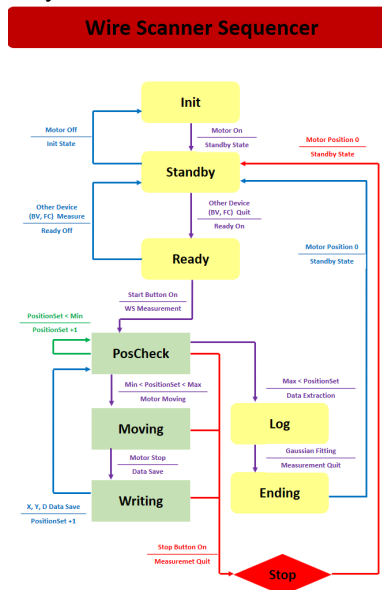 Wire Scanner Sequencer
Init
Motor Off
Init State
Motor On
Standby State
Motor Position 0
Standby State
Standby
Other Device
(BV, FC) Measure
Ready Off
Other Device
(BV, FC) Quit
Ready On
Motor Position 0
Standby State
Ready
Start Button On
WS Measurement
PositionSet < Min
PositionSet +1
PosCheck
Min < PositionSet < Max
Motor Moving
Max < PositionSet
Data Extraction
Moving
Log
Motor Stop
Data Save
Gaussian Fitting
Measurement Quit
Writing
Ending
X, Y, D Data Save
PositionSet +1
Stop Button On
Measuremet Quit
Stop